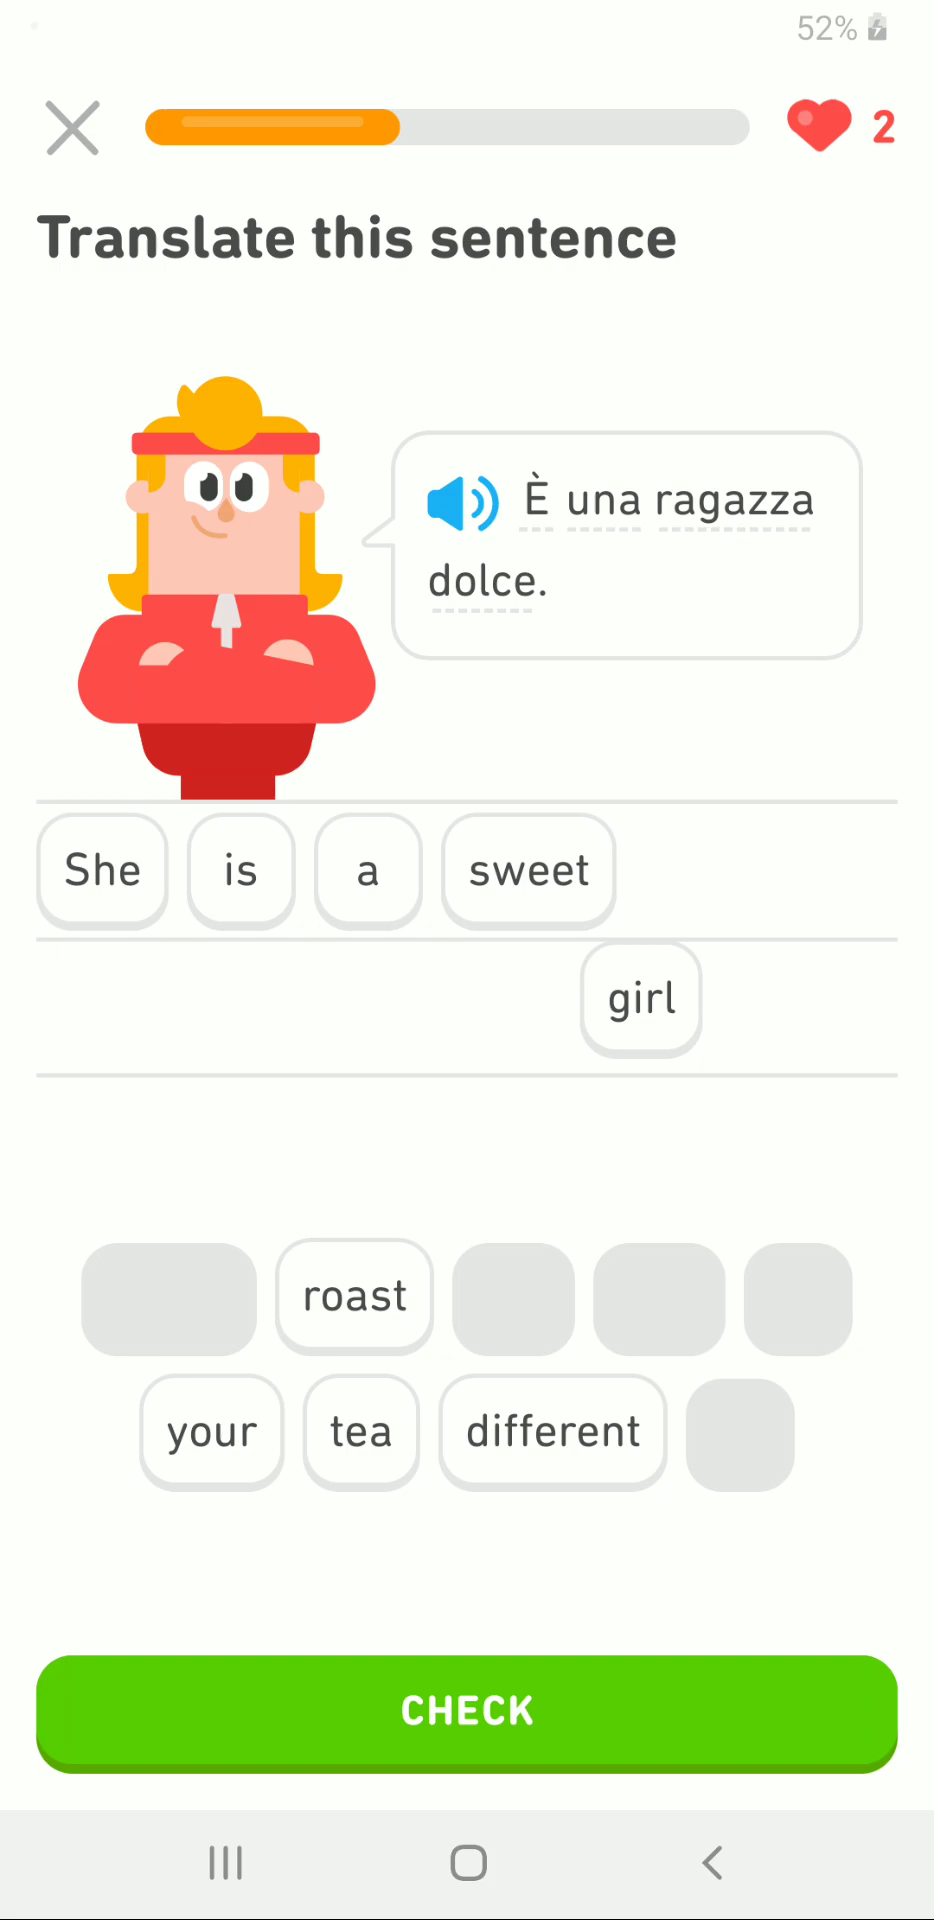 52%
2
Translate this sentence
È una ragazza
dolce.
She is a sweet
girl
roast
your tea different
CHECK